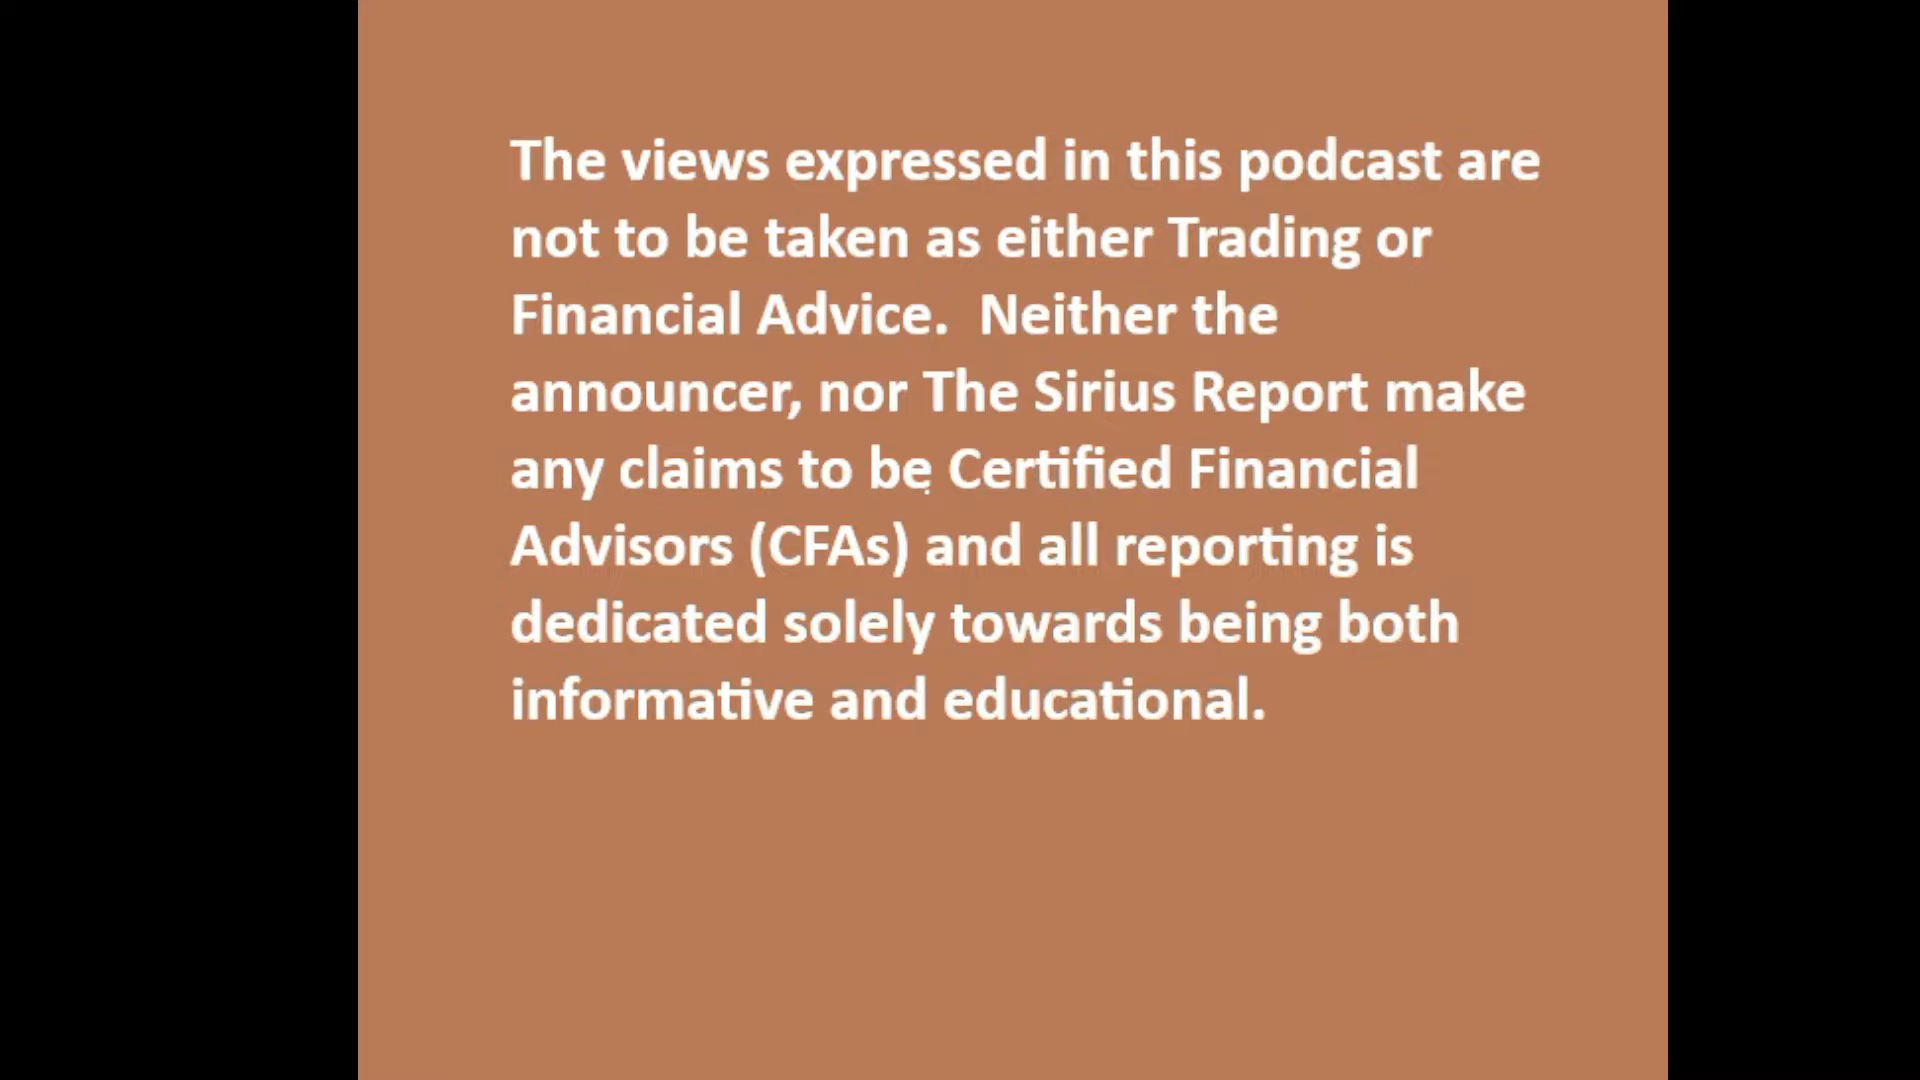 The views expressed in this podcast are
not to be taken as either Trading or
Financial Advice.  Neither the
announcer, nor The Sirius Report make
any claims to be Certified Financial
Advisors (CFAs) and all reporting is
dedicated solely towards being both
informative and educational.